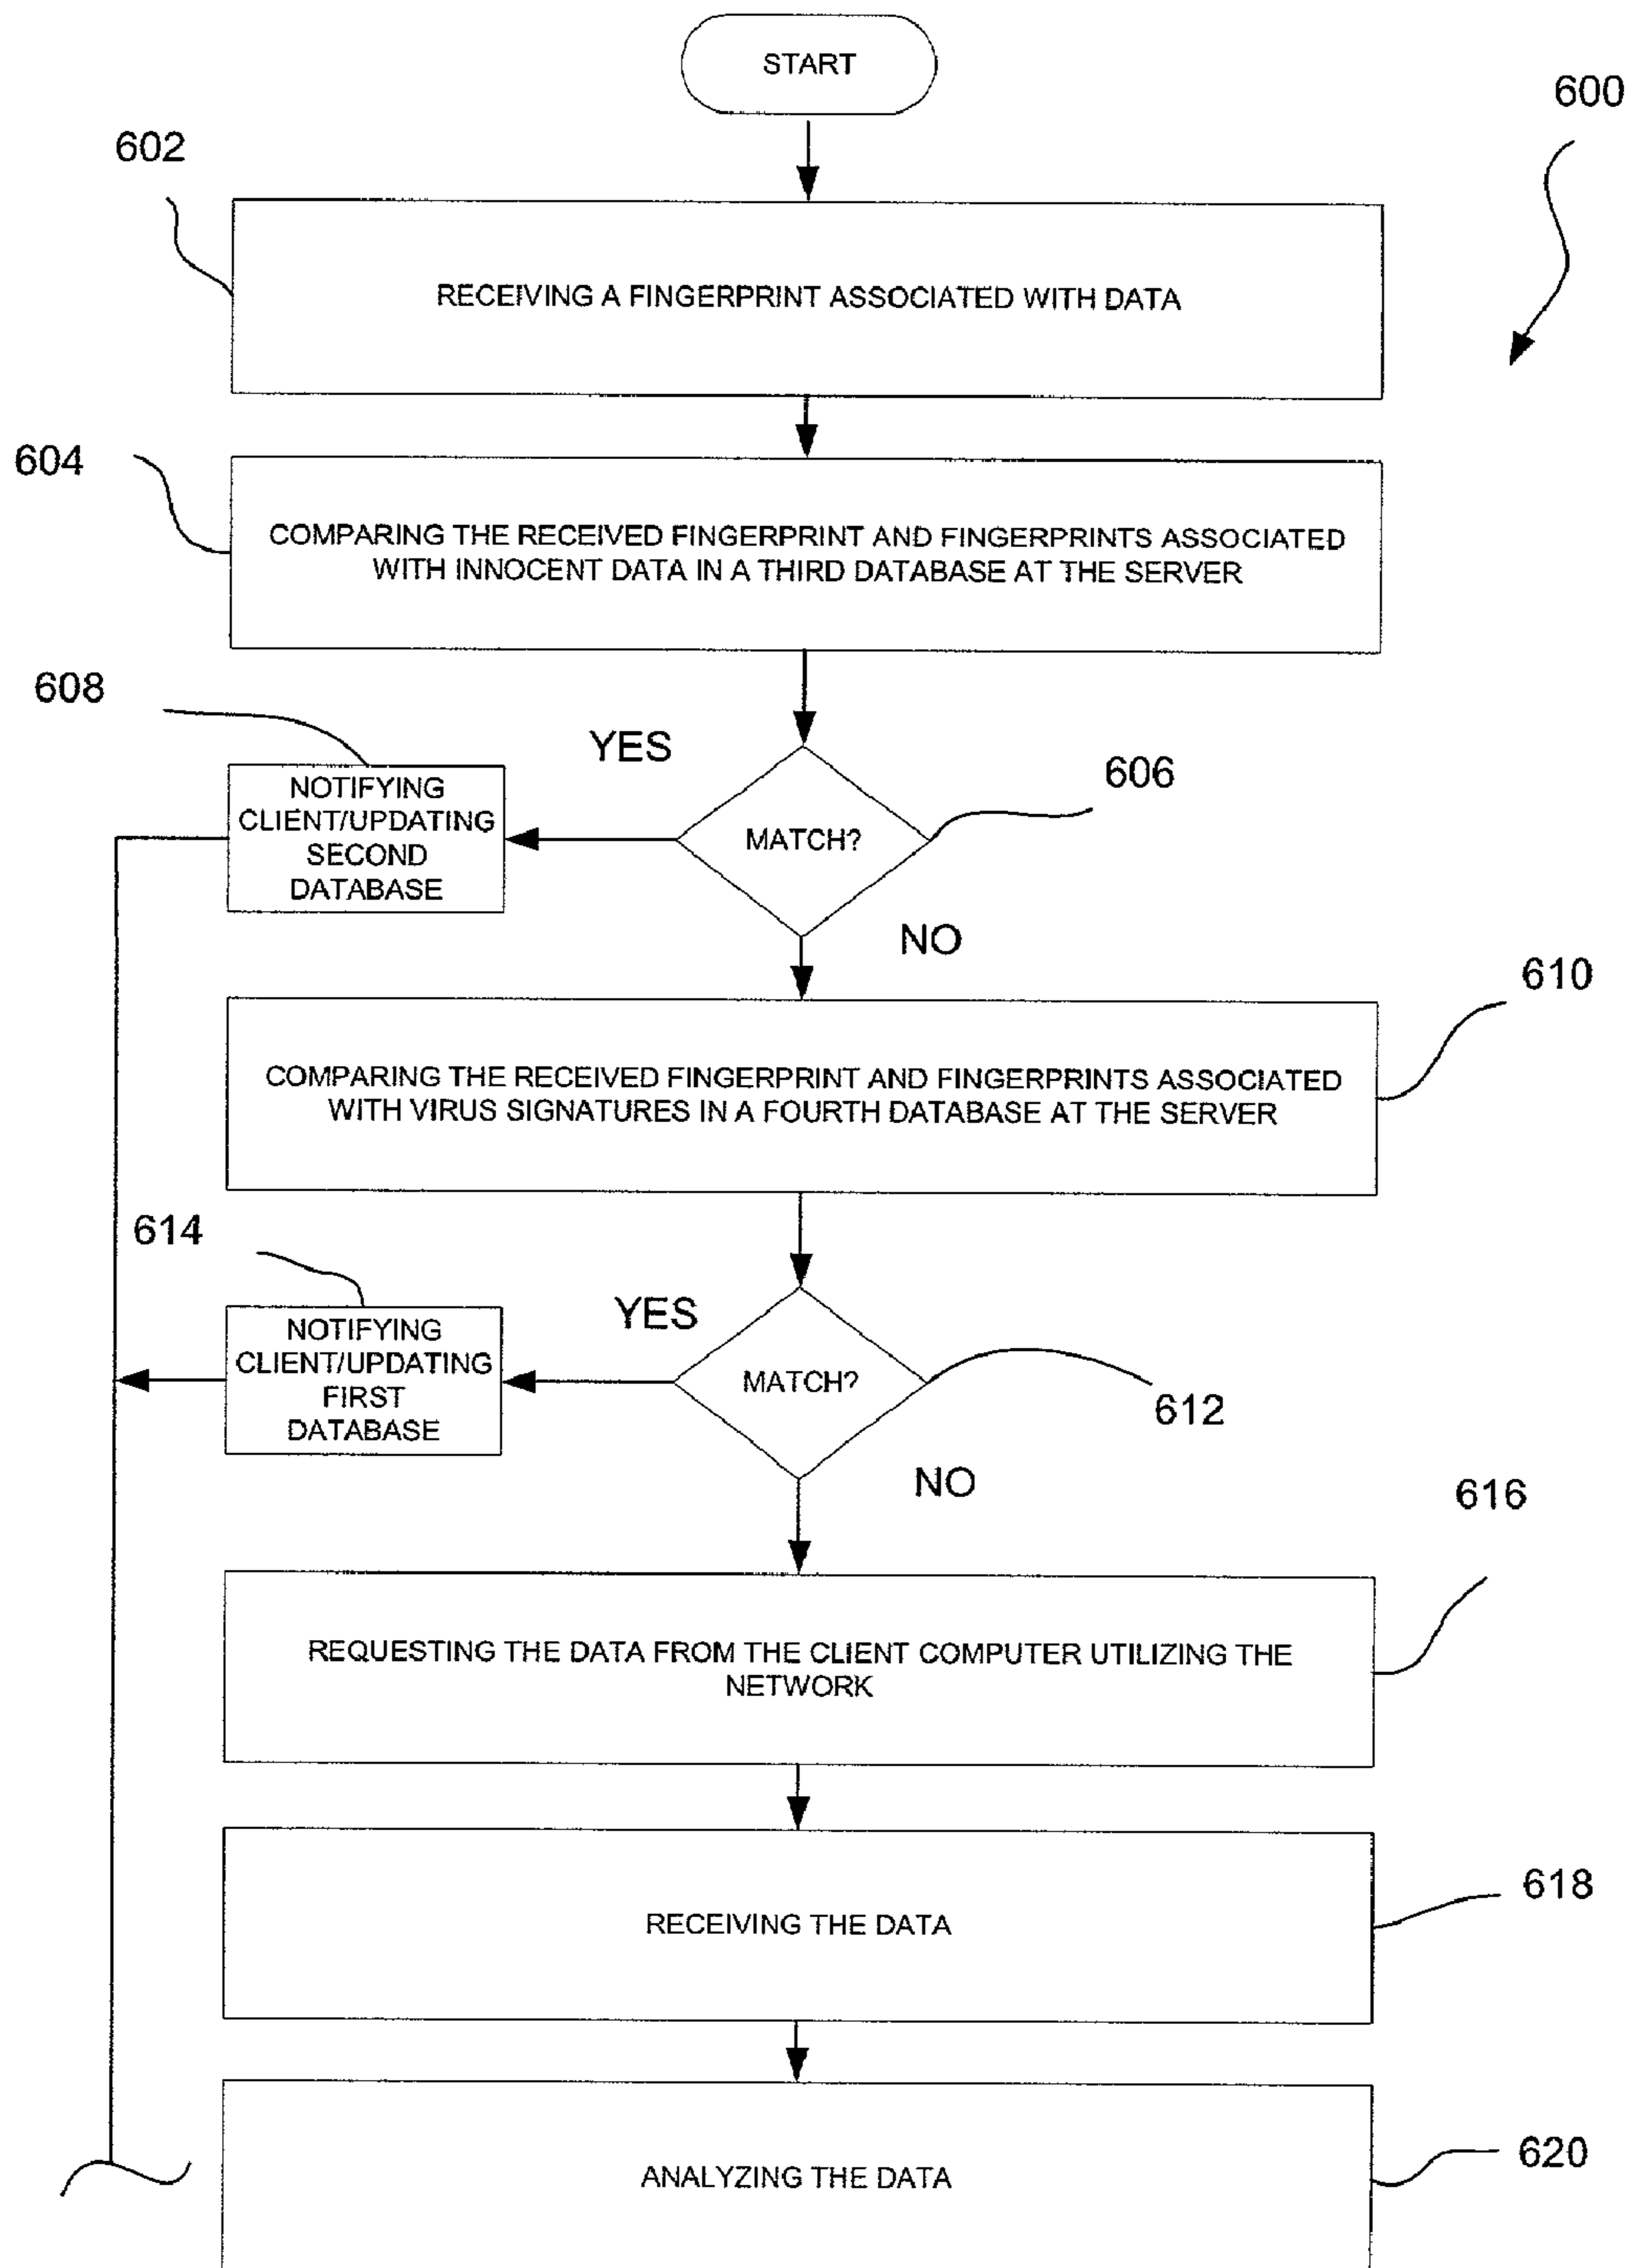 START
600
602
RECEIVING A FINGERPRINT ASSOCIATED WITH DATA
604
COMPARING THE RECEIVED FINGERPRINT AND FINGERPRINTS ASSOCIATED
WITH INNOCENT DATA IN A THIRD DATABASE AT THE SERVER
608
YES
606
NOTIFYING
CLIENT/UPDATING
SECOND
DATABASE
MATCH?
NO
610
COMPARING THE RECEIVED FINGERPRINT AND FINGERPRINTS ASSOCIATED
WITH VIRUS SIGNATURES IN A FOURTH DATABASE AT THE SERVER
614
YES
NOTIFYING
CLIENT/UPDATING
FIRST
DATABASE
MATCH?
612
NO
616
REQUESTING THE DATA FROM THE CLIENT COMPUTER UTILIZING THE
NETWORK
618
RECEIVING THE DATA
620
ANALYZING THE DATA